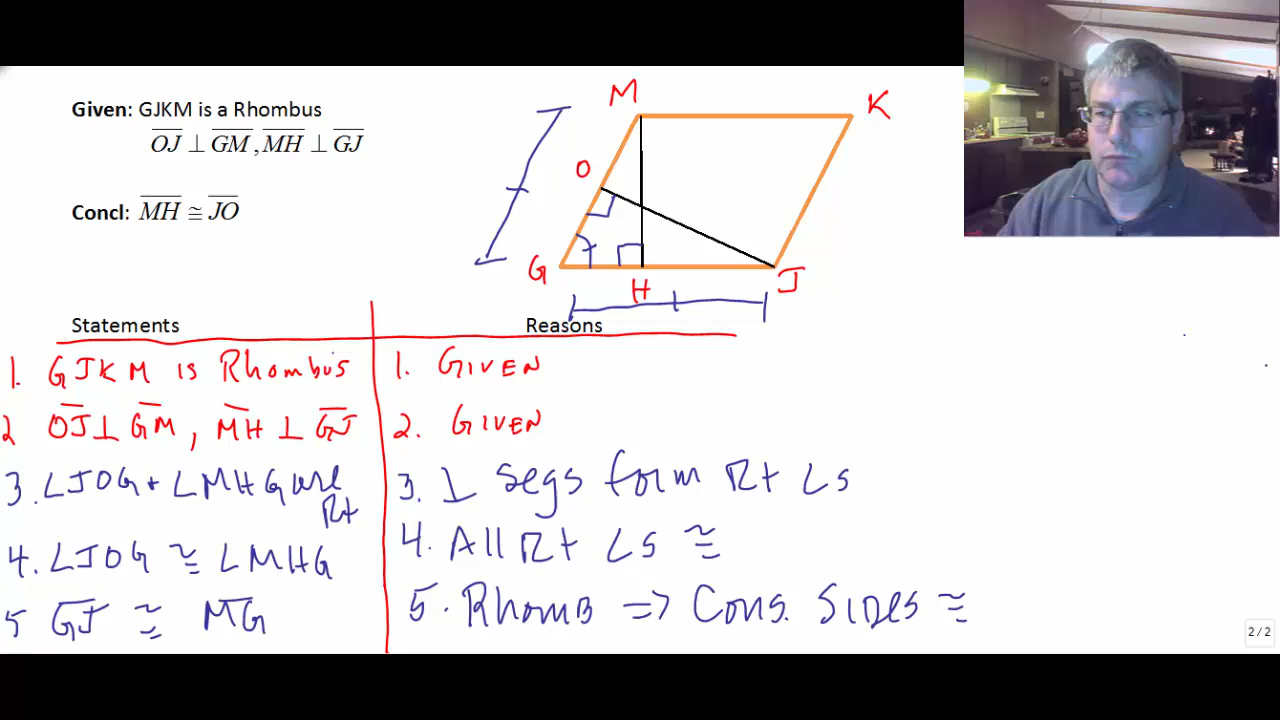 Given: GJKM is a Rhombus
OJ ⊥ GM, MH ⊥ GJ
Concl: MH ≅ JO
M
K
O
G
H
J
Statements
Reasons
1. GJKM is Rhombus
1. GIVEN
2 OJ ⊥ GM, MH ⊥ GJ
2. GIVEN
3. ∠JOG + ∠MHG are Rt
3. ⊥ segs form Rt ∠s
4. ∠JOG ≅ ∠MHG
4. All Rt ∠s ≅
5 GJ ≅ MG
5. Rhomb => Cons. Sides ≅
2 / 2